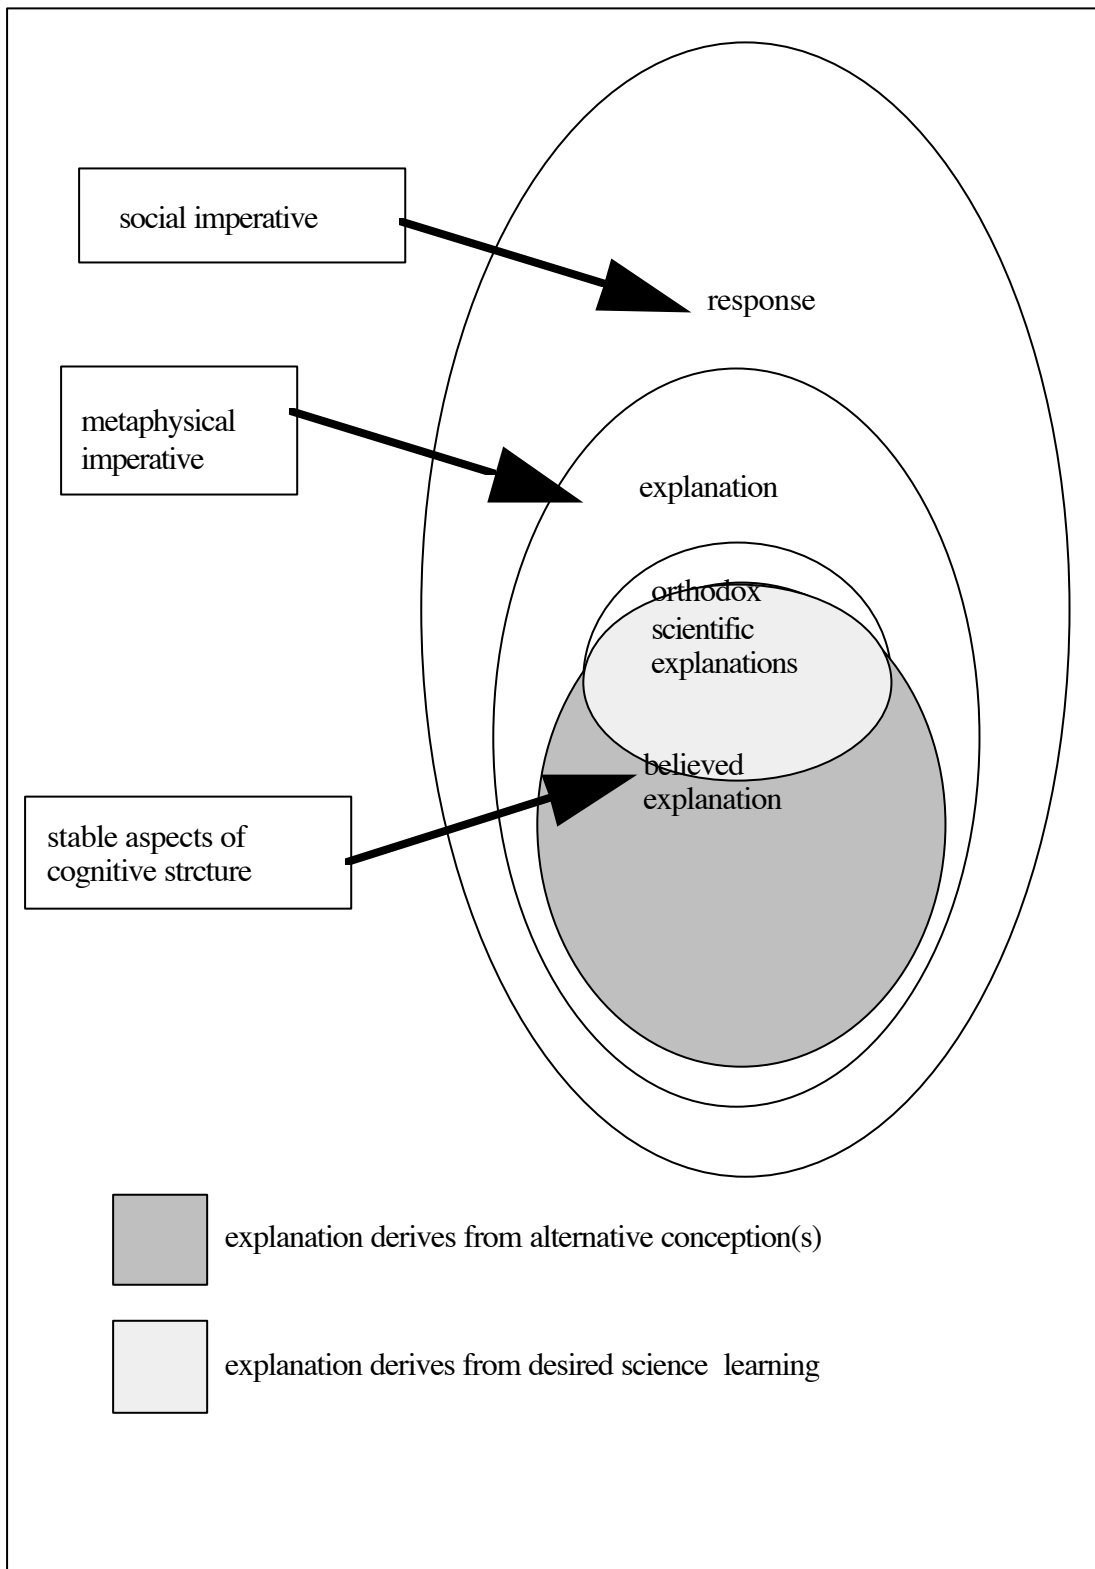 social imperative
response
metaphysical
imperative
explanation
orthodox
scientific
explanations
believed
explanation
stable aspects of
cognitive strcture
explanation derives from alternative conception(s)
explanation derives from desired science learning